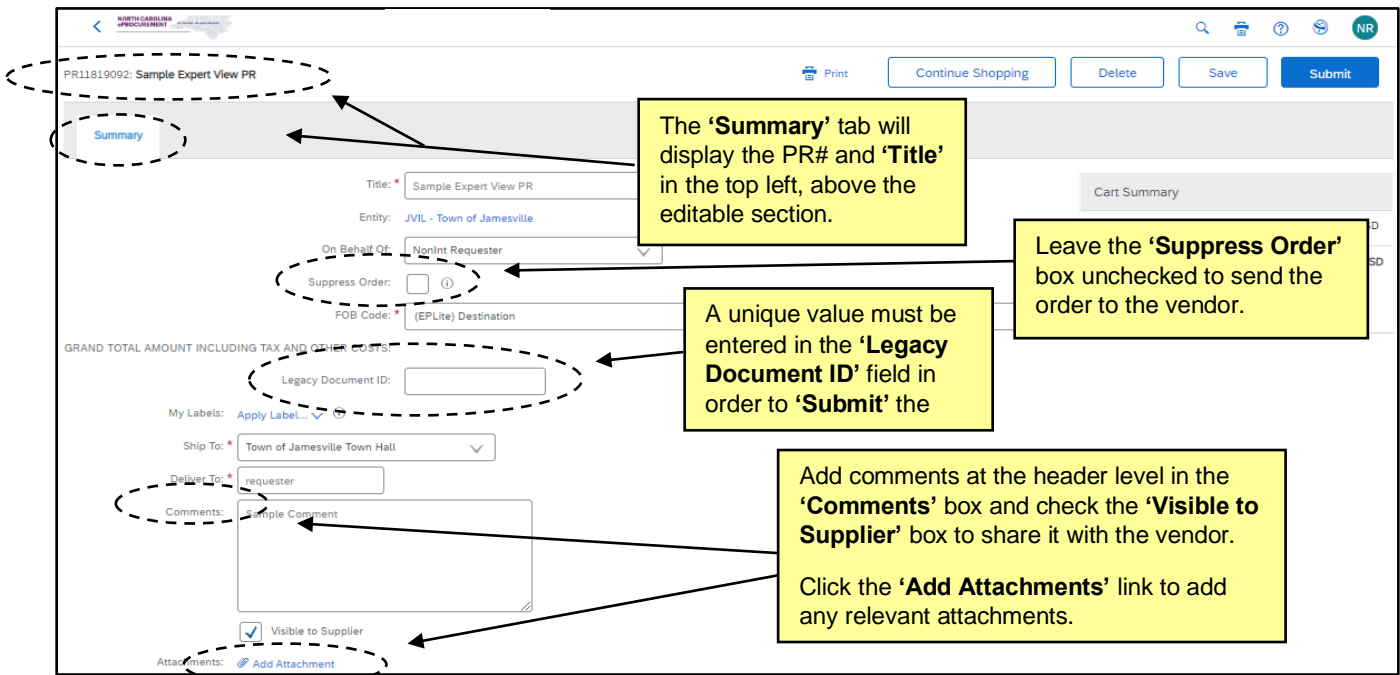 NORTH CAROLINA
ePROCUREMENT
NR
PR11819092: Sample Expert View PR
Print
Continue Shopping
Delete
Save
Submit
Summary
The ‘Summary’ tab will
display the PR# and ‘Title’
in the top left, above the
editable section.
Title: * Sample Expert View PR
Cart Summary
Entity: JVIL - Town of Jamesville
SD
On Behalf Of: NonInt Requester
Leave the ‘Suppress Order’
box unchecked to send the
order to the vendor.
SD
Suppress Order:
FOB Code: * (EPLite) Destination
A unique value must be
entered in the ‘Legacy
Document ID’ field in
order to ‘Submit’ the
GRAND TOTAL AMOUNT INCLUDING TAX AND OTHER COSTS:
Legacy Document ID:
My Labels: Apply Label...
Ship To: * Town of Jamesville Town Hall
Deliver To: * requester
Comments: Sample Comment
Add comments at the header level in the
‘Comments’ box and check the ‘Visible to
Supplier’ box to share it with the vendor.
Click the ‘Add Attachments’ link to add
any relevant attachments.
Visible to Supplier
Attachments: Add Attachment